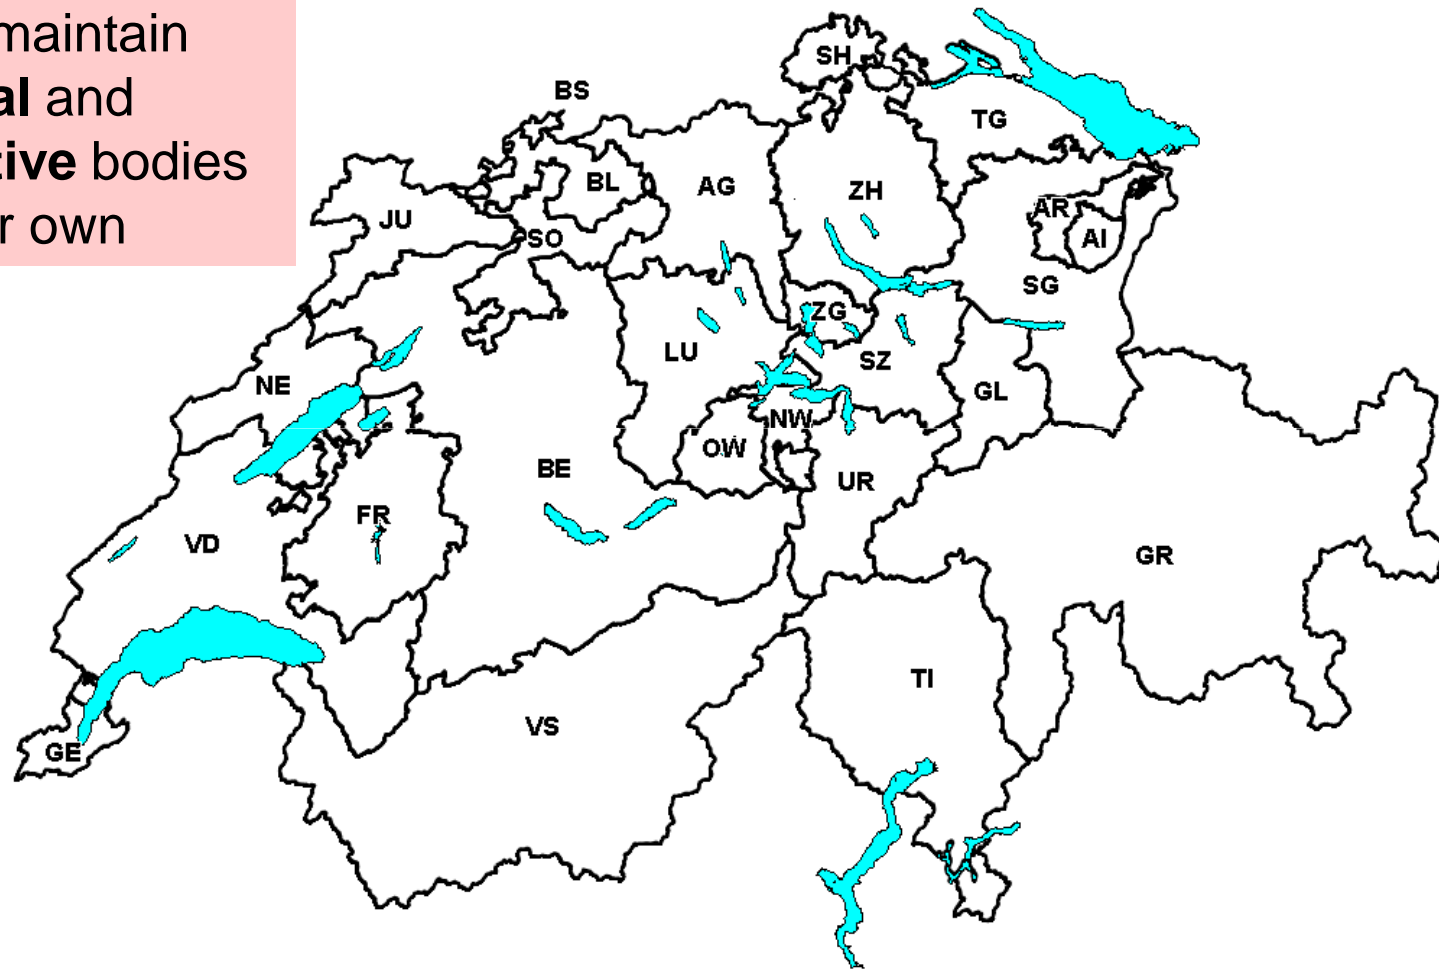 maintain
al and
tive bodies
r own
SH
BS
TG
BL
AG
ZH
JU
AR
SO
AI
SG
ZG
LU
SZ
NE
GL
NW
OW
BE
UR
FR
VD
GR
TI
VS
GE